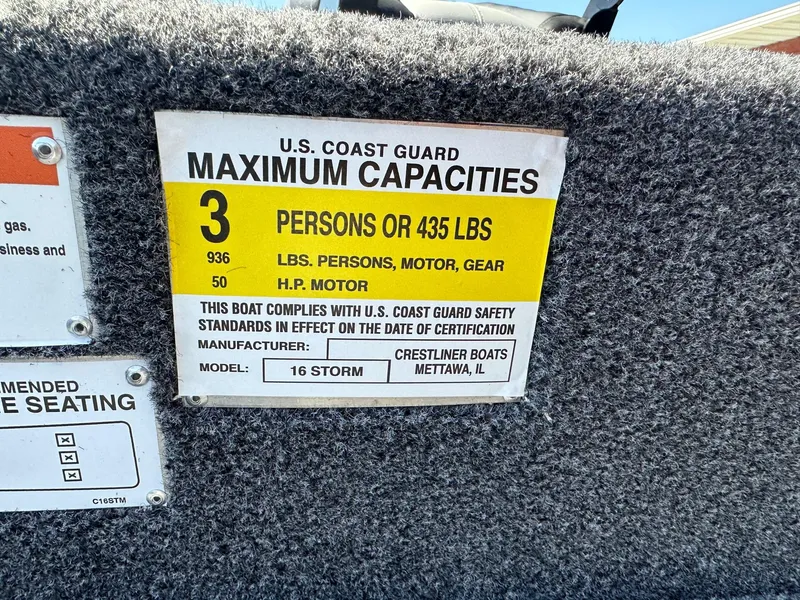 gas.
siness and
U.S. COAST GUARD
MAXIMUM CAPACITIES
3 PERSONS OR 435 LBS
936 LBS. PERSONS, MOTOR, GEAR
50 H.P. MOTOR
THIS BOAT COMPLIES WITH U.S. COAST GUARD SAFETY
STANDARDS IN EFFECT ON THE DATE OF CERTIFICATION
MANUFACTURER: CRESTLINER BOATS
METTAWA, IL
MODEL: 16 STORM
MENDED
E SEATING
C16STM